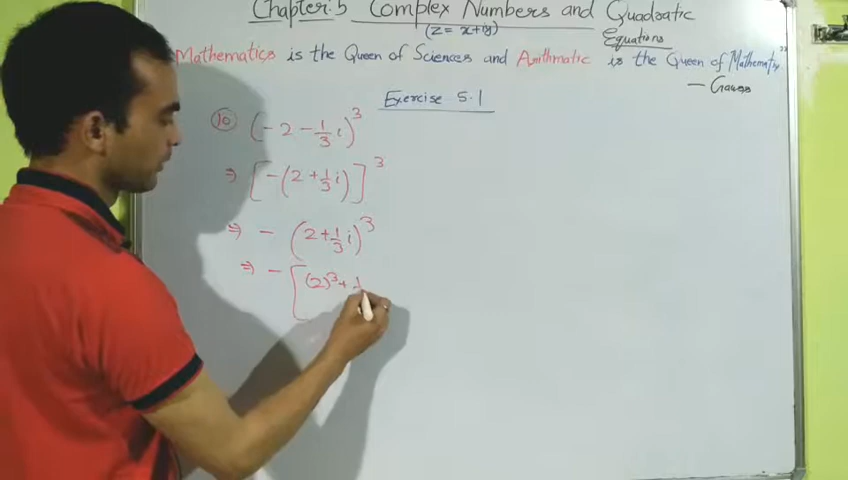 Chapter:5 Complex Numbers and Quadratic
Equations
(z = x+iy)
Mathematics is the Queen of Sciences and Arithmatic is the Queen of Mathematics"
— Gauss
Exercise 5.1
10 (-2 - 1/3 i)^3
⇒ [-(2 + 1/3 i)]^3
⇒ - (2 + 1/3 i)^3
⇒ - [(2)^3 + 1